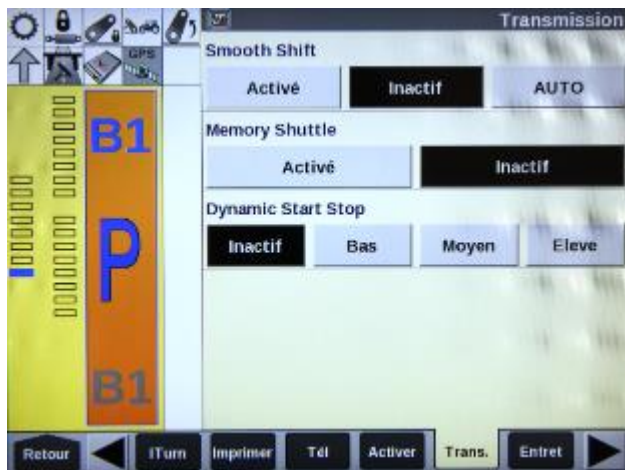 GPS
Transmission
Smooth Shift
Activé Inactif AUTO
Memory Shuttle
Activé Inactif
Dynamic Start Stop
Inactif Bas Moyen Eleve
B1
P
B1
Retour ITurn Imprimer Tél Activer Trans. Entret